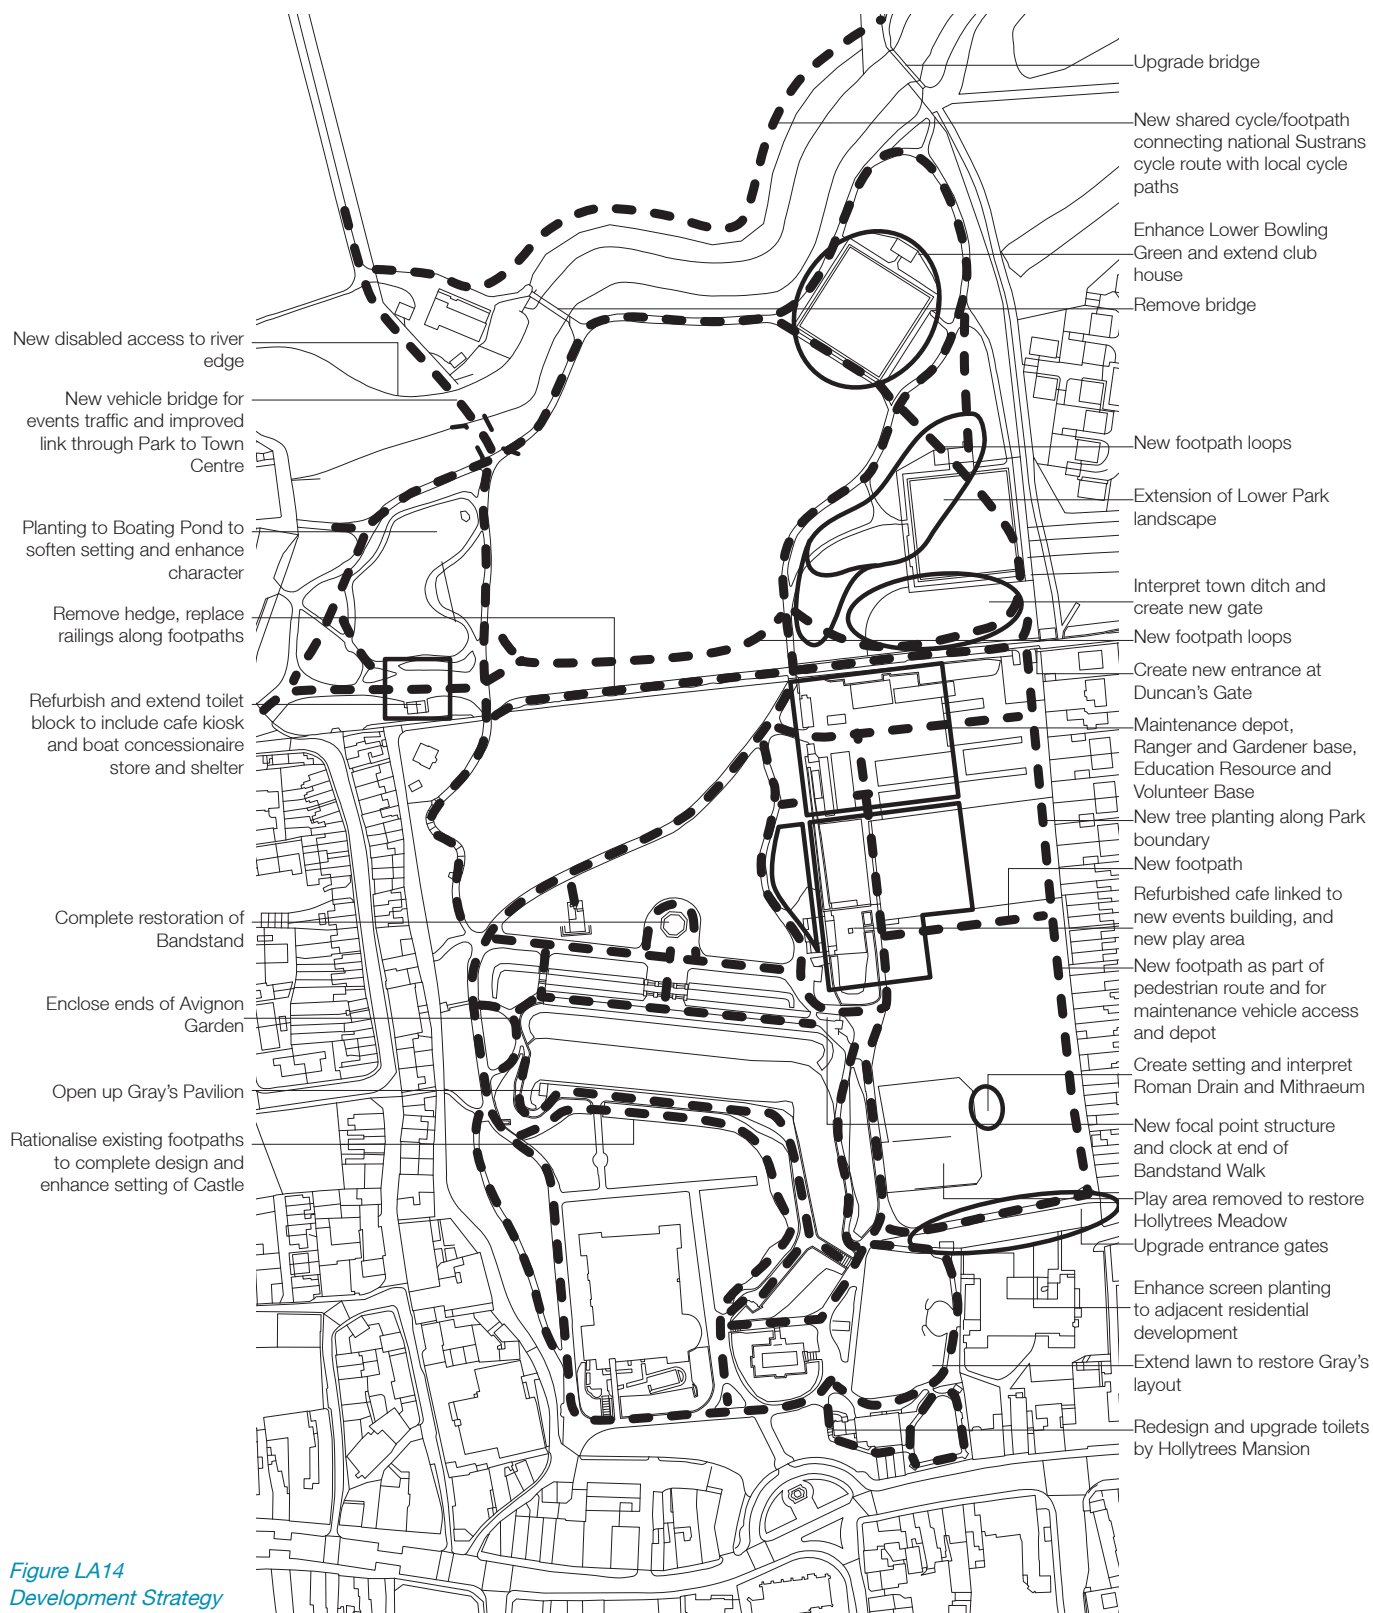 Upgrade bridge
New shared cycle/footpath
connecting national Sustrans
cycle route with local cycle
paths
Enhance Lower Bowling
Green and extend club
house
Remove bridge
New footpath loops
Extension of Lower Park
landscape
Interpret town ditch and
create new gate
New footpath loops
Create new entrance at
Duncan's Gate
Maintenance depot,
Ranger and Gardener base,
Education Resource and
Volunteer Base
New tree planting along Park
boundary
New footpath
Refurbished cafe linked to
new events building, and
new play area
New footpath as part of
pedestrian route and for
maintenance vehicle access
and depot
Create setting and interpret
Roman Drain and Mithraeum
New focal point structure
and clock at end of
Bandstand Walk
Play area removed to restore
Hollytrees Meadow
Upgrade entrance gates
Enhance screen planting
to adjacent residential
development
Extend lawn to restore Gray's
layout
Redesign and upgrade toilets
by Hollytrees Mansion
New disabled access to river
edge
New vehicle bridge for
events traffic and improved
link through Park to Town
Centre
Planting to Boating Pond to
soften setting and enhance
character
Remove hedge, replace
railings along footpaths
Refurbish and extend toilet
block to include cafe kiosk
and boat concessionaire
store and shelter
Complete restoration of
Bandstand
Enclose ends of Avignon
Garden
Open up Gray's Pavilion
Rationalise existing footpaths
to complete design and
enhance setting of Castle
Figure LA14
Development Strategy